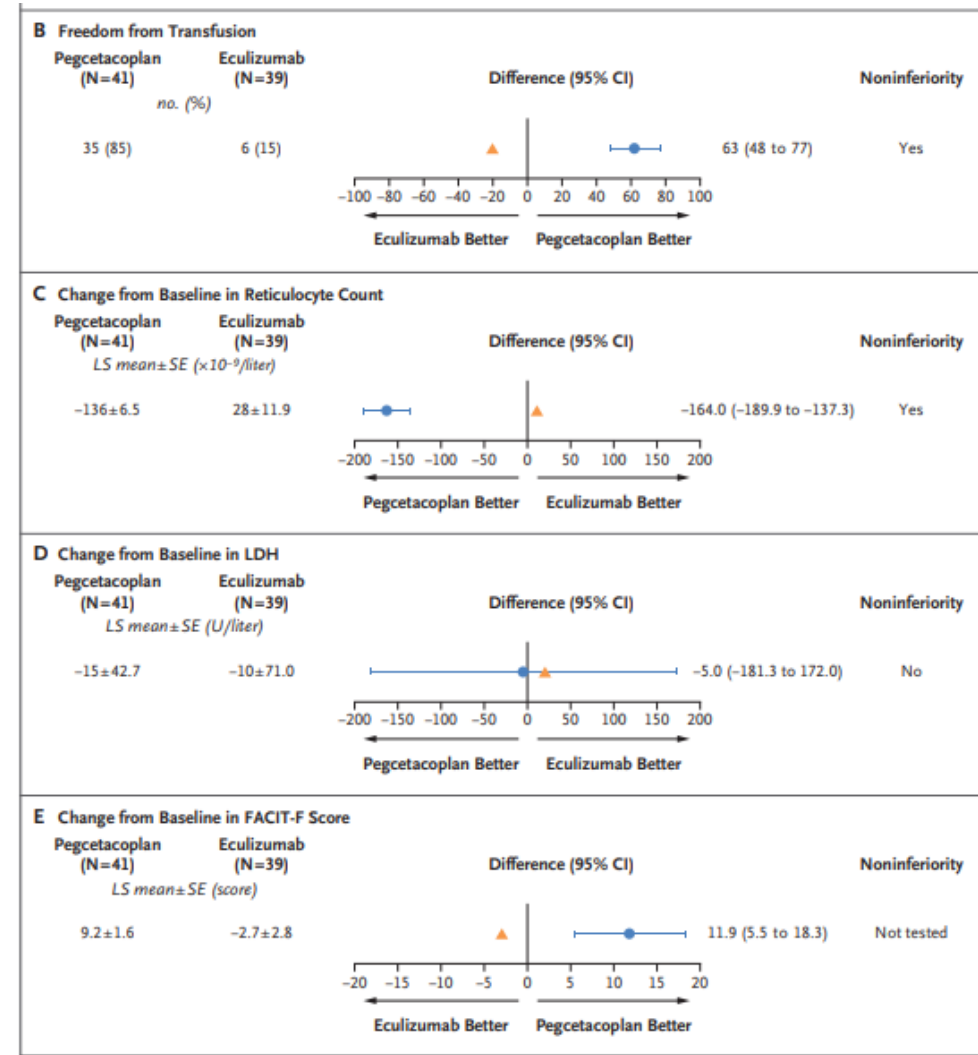 B Freedom from Transfusion
Pegcetacoplan (N=41) Eculizumab (N=39) Difference (95% CI) Noninferiority
no. (%)
35 (85) 6 (15) 63 (48 to 77) Yes
−100 −80 −60 −40 −20 0 20 40 60 80 100
Eculizumab Better Pegcetacoplan Better
C Change from Baseline in Reticulocyte Count
Pegcetacoplan (N=41) Eculizumab (N=39) Difference (95% CI) Noninferiority
LS mean±SE (×10⁻⁹/liter)
−136±6.5 28±11.9 −164.0 (−189.9 to −137.3) Yes
−200 −150 −100 −50 0 50 100 150 200
Pegcetacoplan Better Eculizumab Better
D Change from Baseline in LDH
Pegcetacoplan (N=41) Eculizumab (N=39) Difference (95% CI) Noninferiority
LS mean±SE (U/liter)
−15±42.7 −10±71.0 −5.0 (−181.3 to 172.0) No
−200 −150 −100 −50 0 50 100 150 200
Pegcetacoplan Better Eculizumab Better
E Change from Baseline in FACIT-F Score
Pegcetacoplan (N=41) Eculizumab (N=39) Difference (95% CI) Noninferiority
LS mean±SE (score)
9.2±1.6 −2.7±2.8 11.9 (5.5 to 18.3) Not tested
−20 −15 −10 −5 0 5 10 15 20
Eculizumab Better Pegcetacoplan Better